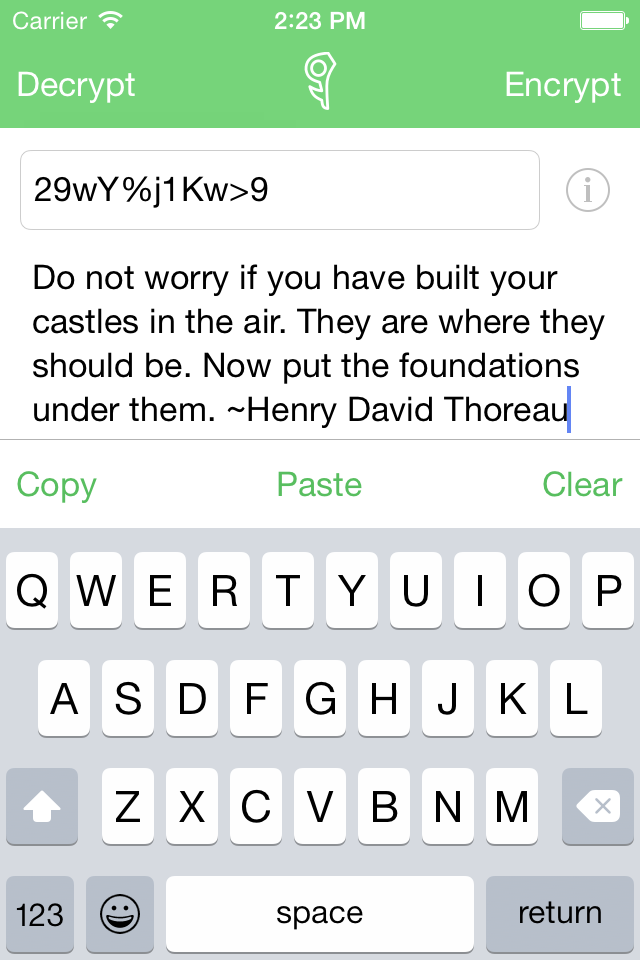 Carrier 2:23 PM
Decrypt Encrypt
29wY%j1Kw>9
i
Do not worry if you have built your
castles in the air. They are where they
should be. Now put the foundations
under them. ~Henry David Thoreau
Copy Paste Clear
Q W E R T Y U I O P
A S D F G H J K L
Z X C V B N M
123 space return